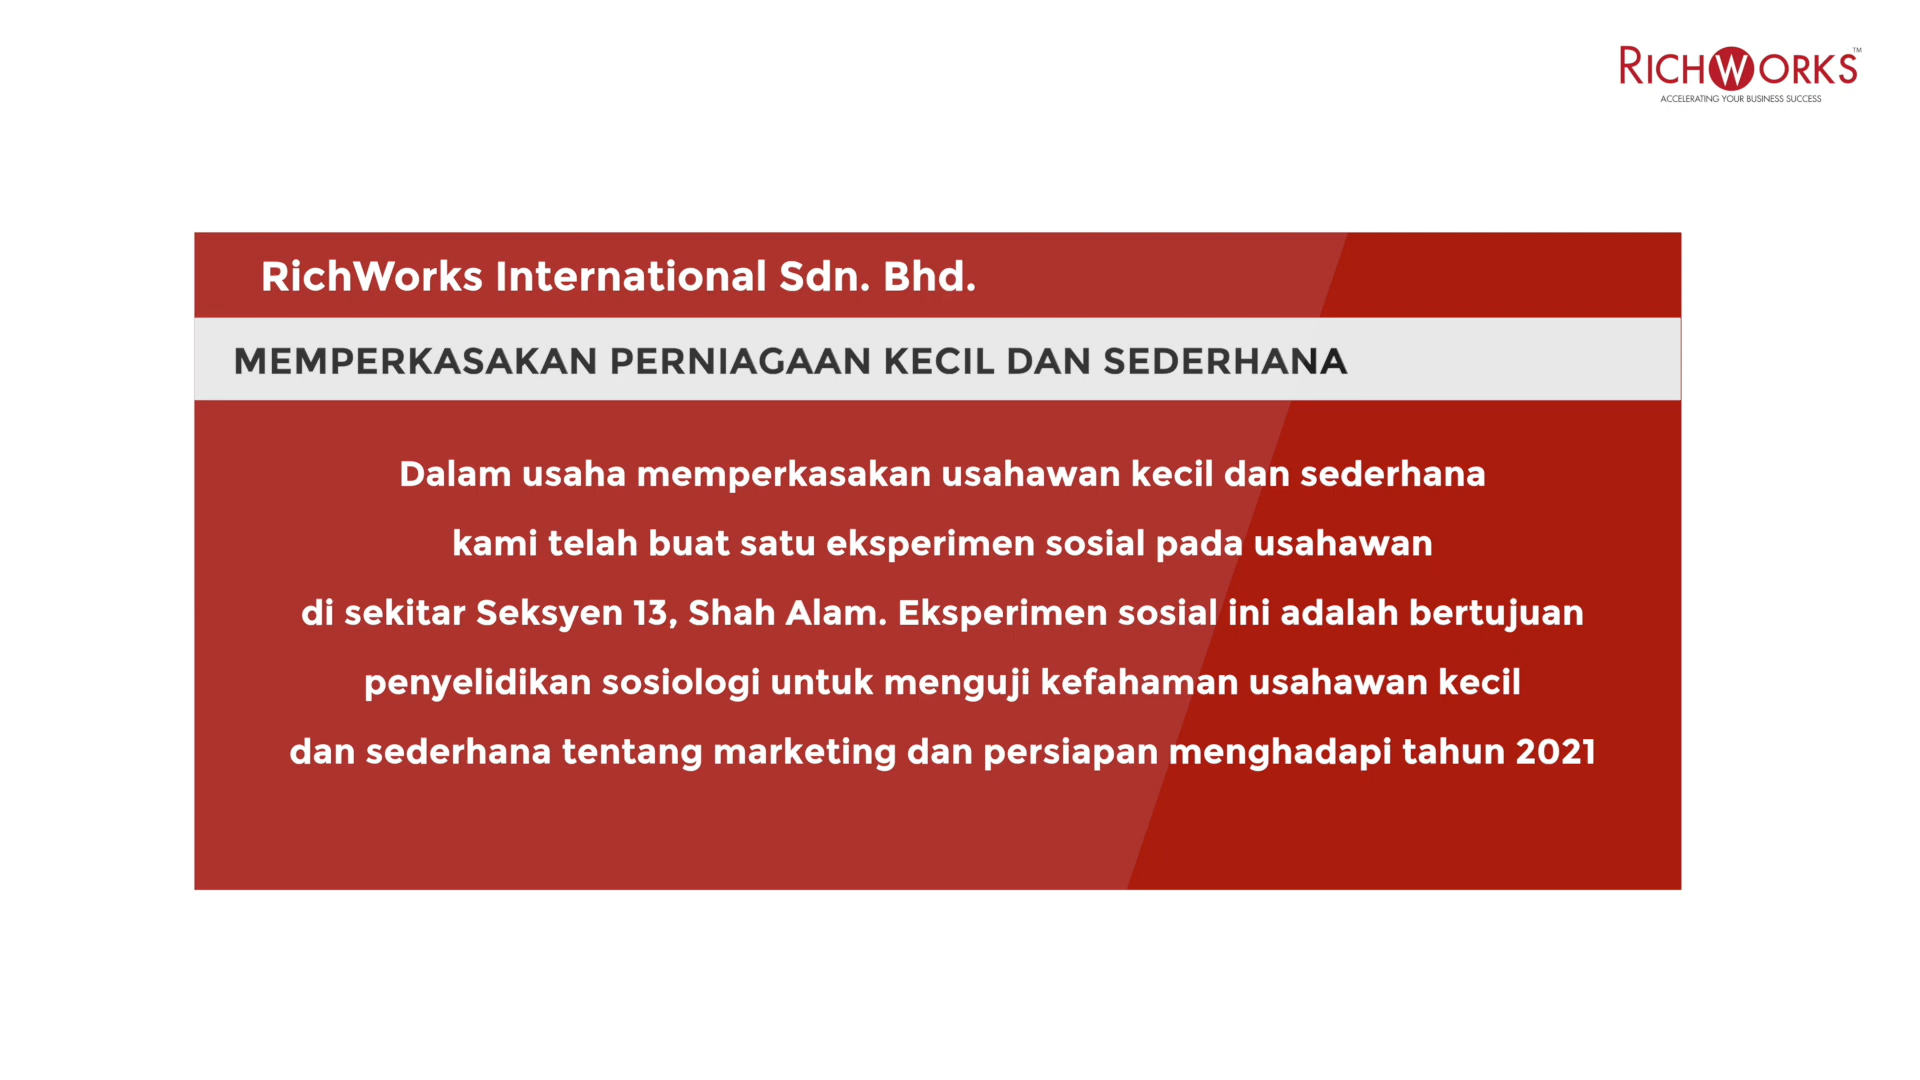 RICHWORKS™
ACCELERATING YOUR BUSINESS SUCCESS
RichWorks International Sdn. Bhd.
MEMPERKASAKAN PERNIAGAAN KECIL DAN SEDERHANA
Dalam usaha memperkasakan usahawan kecil dan sederhana
kami telah buat satu eksperimen sosial pada usahawan
di sekitar Seksyen 13, Shah Alam. Eksperimen sosial ini adalah bertujuan
penyelidikan sosiologi untuk menguji kefahaman usahawan kecil
dan sederhana tentang marketing dan persiapan menghadapi tahun 2021